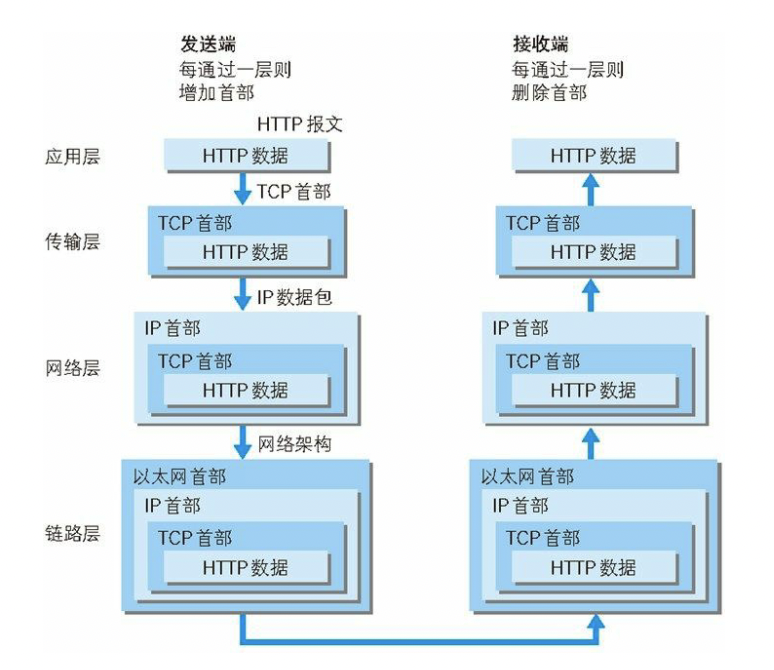 发送端
每通过一层则
增加首部
接收端
每通过一层则
删除首部
HTTP 报文
应用层
HTTP 数据
HTTP 数据
TCP 首部
传输层
TCP 首部
HTTP 数据
TCP 首部
HTTP 数据
IP 数据包
网络层
IP 首部
TCP 首部
HTTP 数据
IP 首部
TCP 首部
HTTP 数据
网络架构
链路层
以太网首部
IP 首部
TCP 首部
HTTP 数据
以太网首部
IP 首部
TCP 首部
HTTP 数据